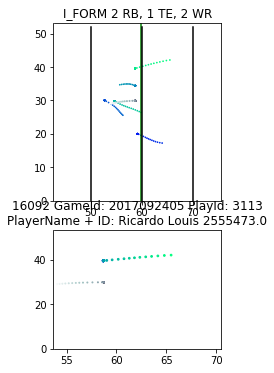 I_FORM 2 RB, 1 TE, 2 WR
50
40
30
20
10
0
50 60 70
16092 GameId: 2017092405 PlayId: 3113
PlayerName + ID: Ricardo Louis 2555473.0
40
20
0
55 60 65 70